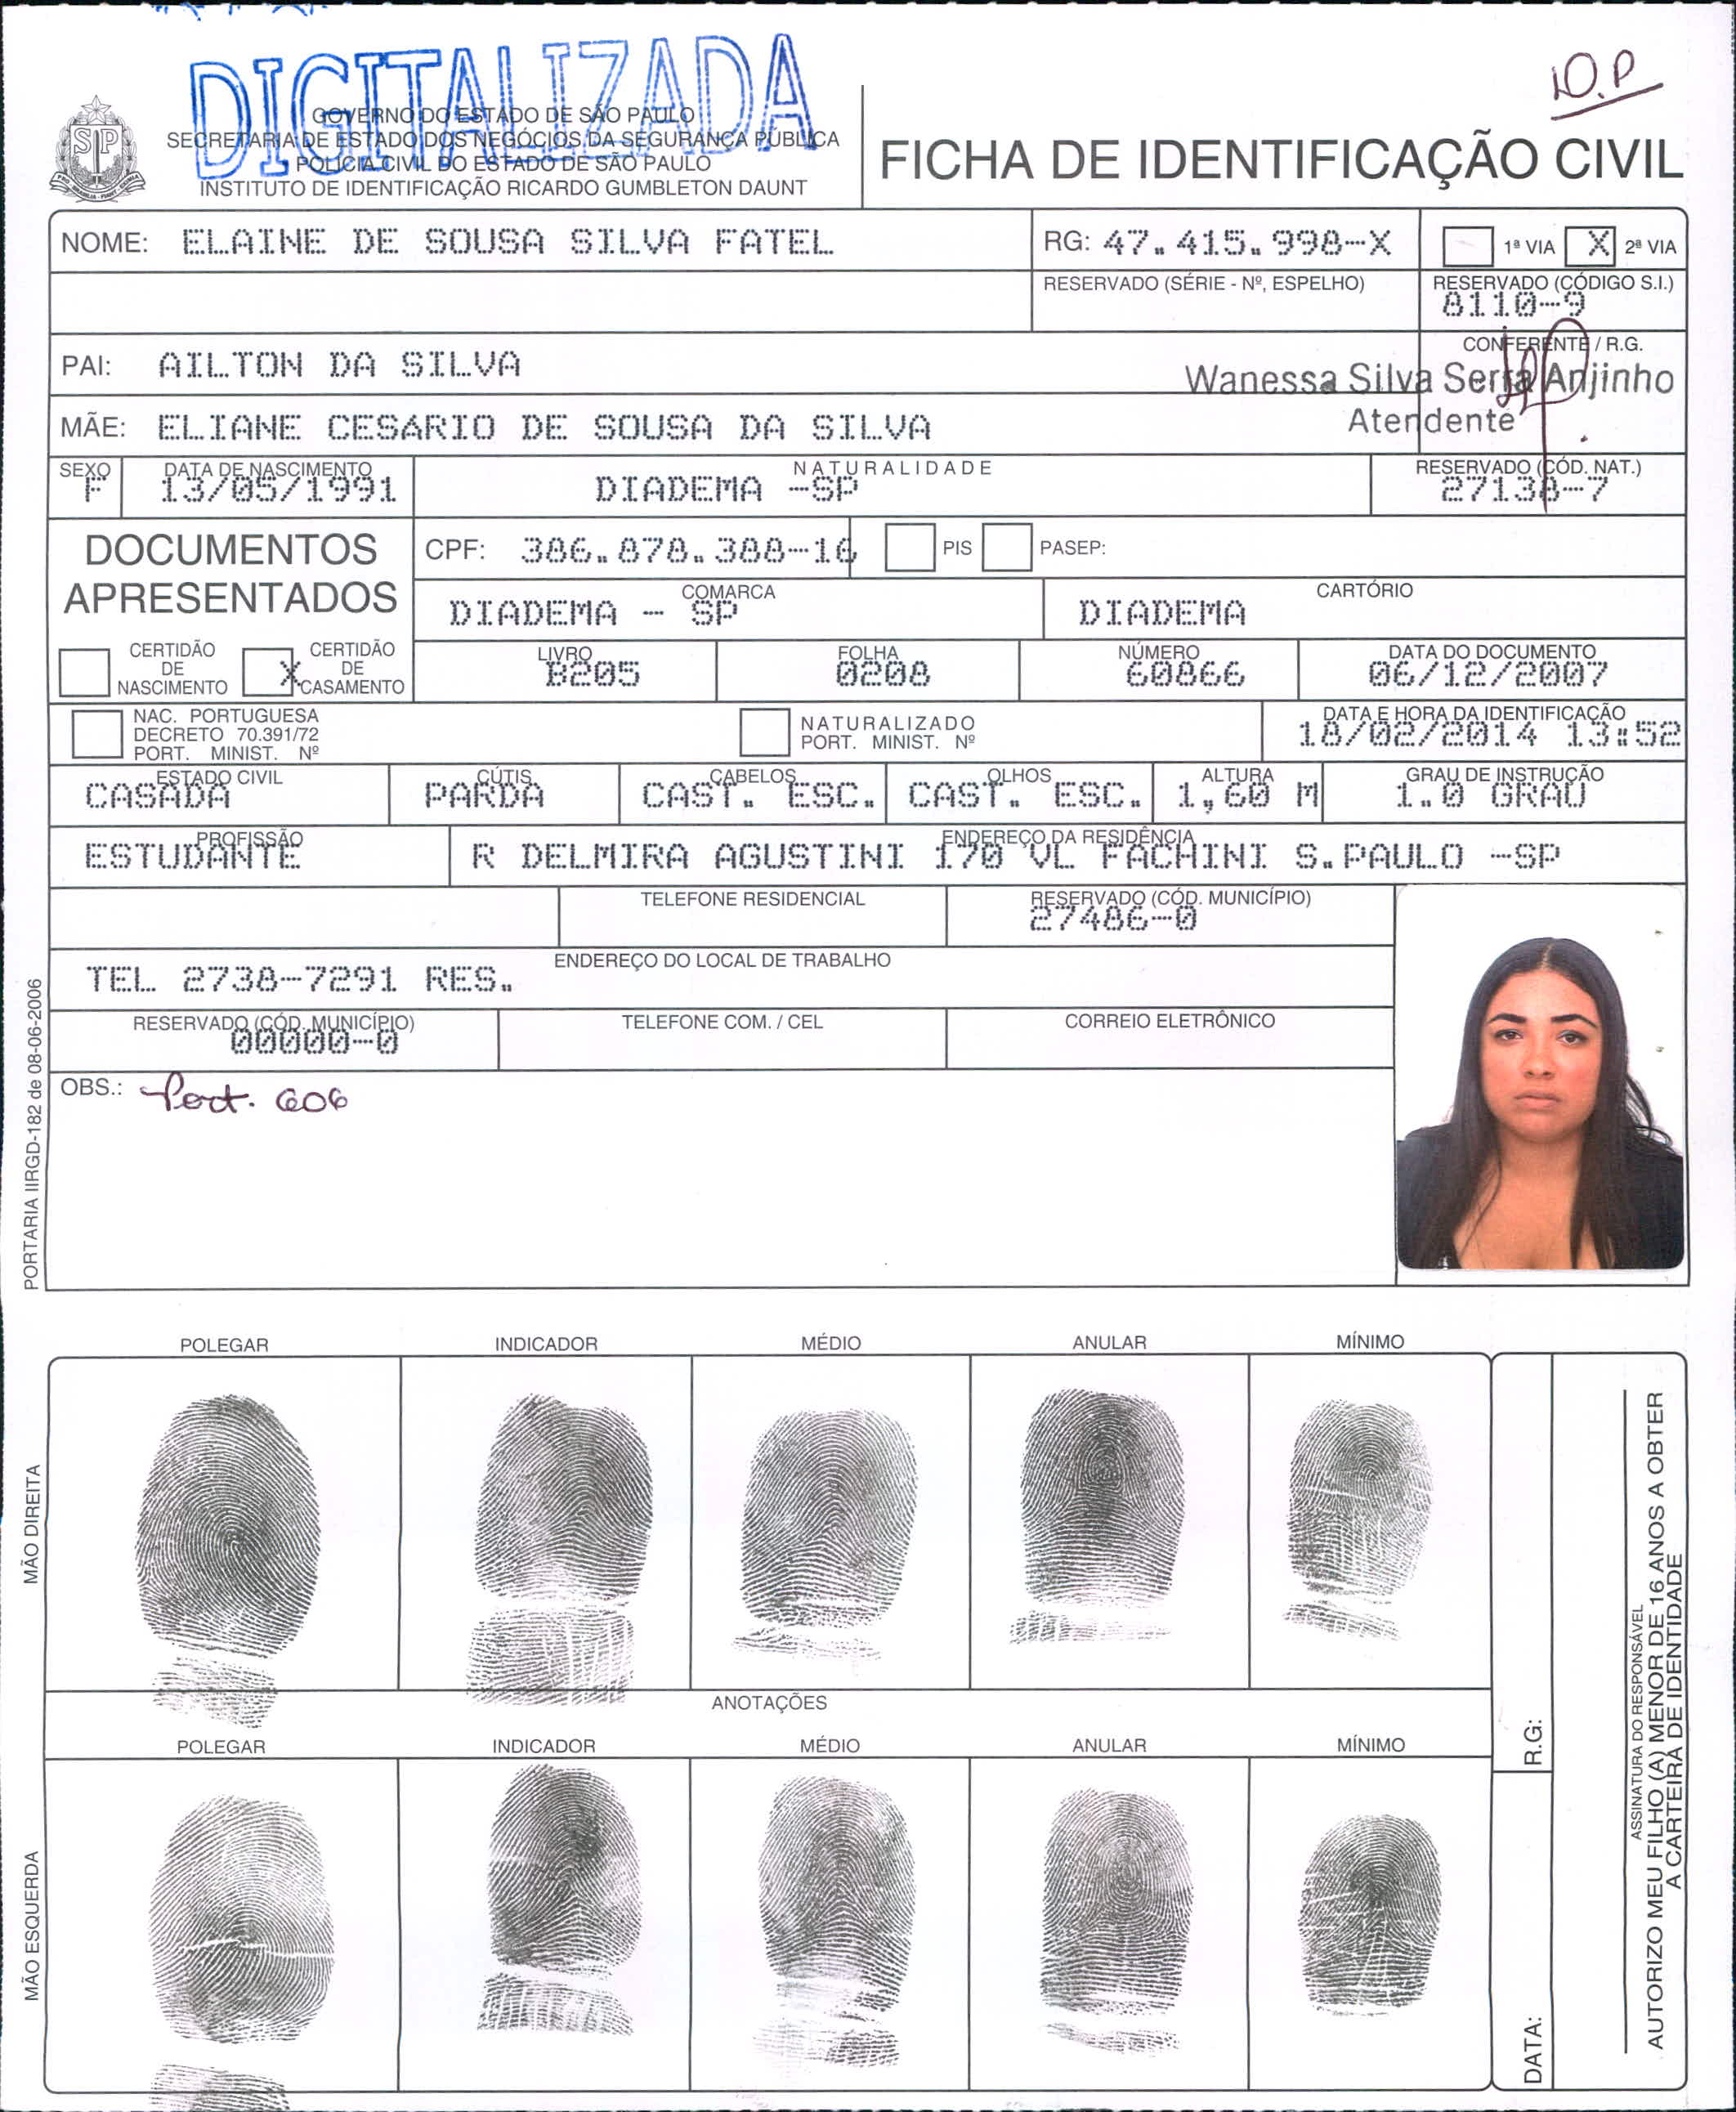 DIGITALIZADA
D.P
GOVERNO DO ESTADO DE SÃO PAULO
SECRETARIA DE ESTADO DOS NEGÓCIOS DA SEGURANÇA PÚBLICA
POLÍCIA CIVIL DO ESTADO DE SÃO PAULO
INSTITUTO DE IDENTIFICAÇÃO RICARDO GUMBLETON DAUNT
SP
FICHA DE IDENTIFICAÇÃO CIVIL
NOME: ELAINE DE SOUSA SILVA FATEL
RG: 47.415.998-X
1ª VIA X 2ª VIA
RESERVADO (SÉRIE - Nº, ESPELHO)
RESERVADO (CÓDIGO S.I.)
8110-9
PAI: AILTON DA SILVA
CONFERENTE / R.G.
Wanessa Silva Serra Anjinho
Atendente
MÃE: ELIANE CESARIO DE SOUSA DA SILVA
SEXO
F
DATA DE NASCIMENTO
13/05/1991
NATURALIDADE
DIADEMA -SP
RESERVADO (CÓD. NAT.)
27138-7
DOCUMENTOS
APRESENTADOS
CPF: 386.878.388-16
PIS
PASEP:
COMARCA
DIADEMA - SP
CARTÓRIO
DIADEMA
CERTIDÃO
DE
NASCIMENTO
X
CERTIDÃO
DE
CASAMENTO
LIVRO
B205
FOLHA
0208
NÚMERO
60866
DATA DO DOCUMENTO
06/12/2007
NAC. PORTUGUESA
DECRETO 70.391/72
PORT. MINIST. Nº
NATURALIZADO
PORT. MINIST. Nº
DATA E HORA DA IDENTIFICAÇÃO
18/02/2014 13:52
ESTADO CIVIL
CASADA
CÚTIS
PARDA
CABELOS
CAST. ESC.
OLHOS
CAST. ESC.
ALTURA
1,60 M
GRAU DE INSTRUÇÃO
1.0 GRAU
PROFISSÃO
ESTUDANTE
ENDEREÇO DA RESIDÊNCIA
R DELMIRA AGUSTINI 170 VL FACHINI S.PAULO -SP
TELEFONE RESIDENCIAL
RESERVADO (CÓD. MUNICÍPIO)
27486-0
ENDEREÇO DO LOCAL DE TRABALHO
TEL 2738-7291 RES.
RESERVADO (CÓD. MUNICÍPIO)
00000-0
TELEFONE COM. / CEL
CORREIO ELETRÔNICO
OBS.: Port. 606
PORTARIA IIRGD-182 de 08-06-2006
POLEGAR
INDICADOR
MÉDIO
ANULAR
MÍNIMO
MÃO DIREITA
ANOTAÇÕES
POLEGAR
INDICADOR
MÉDIO
ANULAR
MÍNIMO
MÃO ESQUERDA
R.G:
DATA:
ASSINATURA DO RESPONSÁVEL
AUTORIZO MEU FILHO (A) MENOR DE 16 ANOS A OBTER
A CARTEIRA DE IDENTIDADE